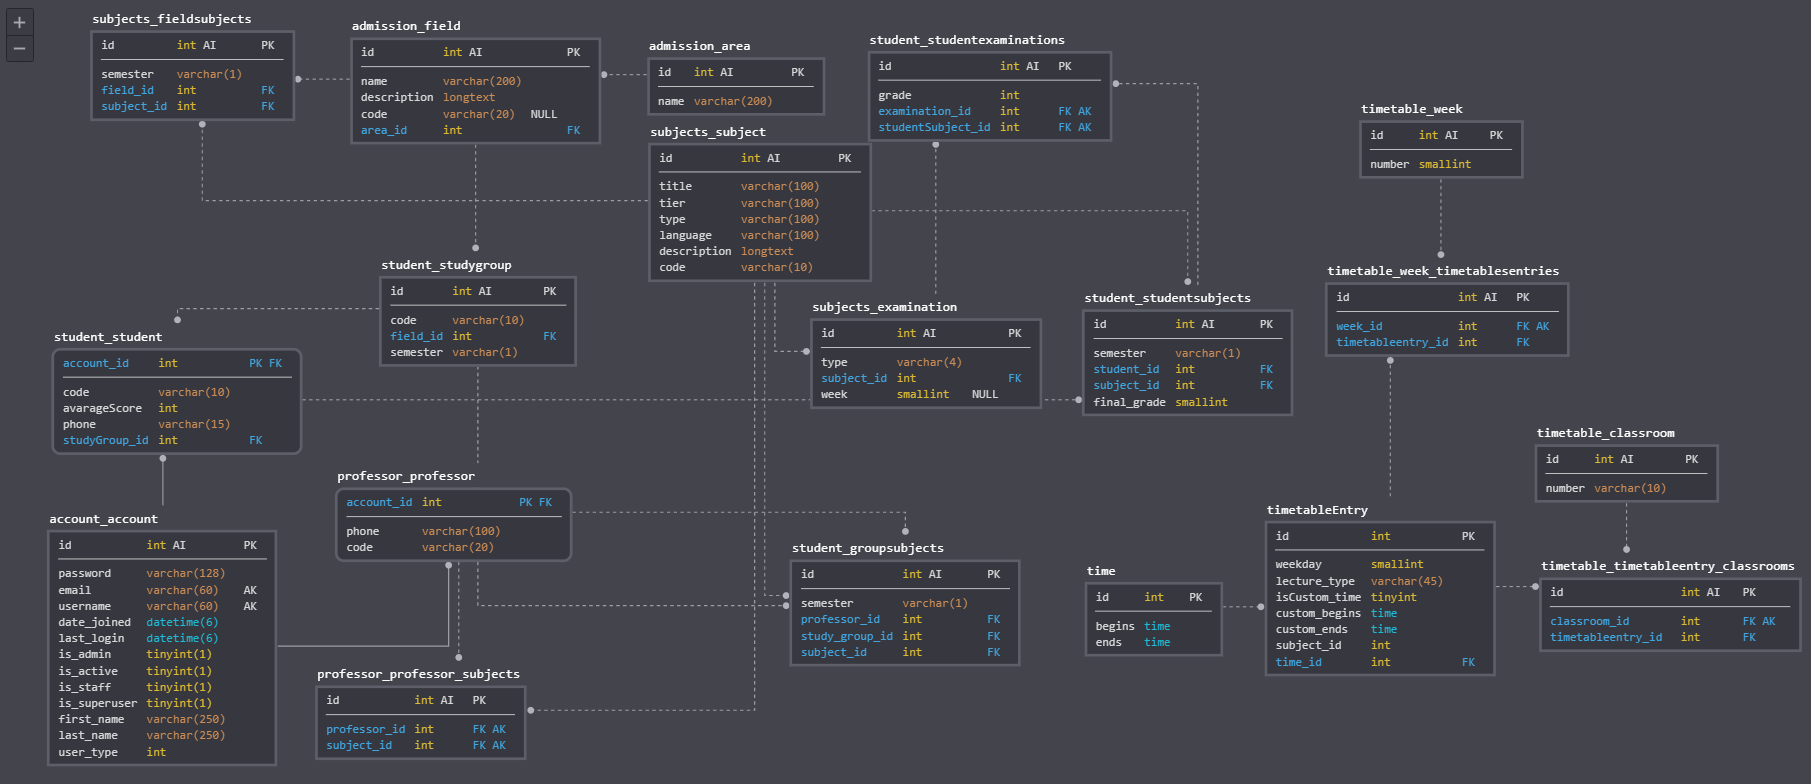 +
−
subjects_fieldsubjects
id int AI PK
semester varchar(1)
field_id int FK
subject_id int FK
admission_field
id int AI PK
name varchar(200)
description longtext
code varchar(20) NULL
area_id int FK
admission_area
id int AI PK
name varchar(200)
student_studentexaminations
id int AI PK
grade int
examination_id int FK AK
studentSubject_id int FK AK
subjects_subject
id int AI PK
title varchar(100)
tier varchar(100)
type varchar(100)
language varchar(100)
description longtext
code varchar(10)
timetable_week
id int AI PK
number smallint
student_studygroup
id int AI PK
code varchar(10)
field_id int FK
semester varchar(1)
timetable_week_timetablesentries
id int AI PK
week_id int FK AK
timetableentry_id int FK
student_student
account_id int PK FK
code varchar(10)
avarageScore int
phone varchar(15)
studyGroup_id int FK
subjects_examination
id int AI PK
type varchar(4)
subject_id int FK
week smallint NULL
student_studentsubjects
id int AI PK
semester varchar(1)
student_id int FK
subject_id int FK
final_grade smallint
timetable_classroom
id int AI PK
number varchar(10)
professor_professor
account_id int PK FK
phone varchar(100)
code varchar(20)
account_account
id int AI PK
password varchar(128)
email varchar(60) AK
username varchar(60) AK
date_joined datetime(6)
last_login datetime(6)
is_admin tinyint(1)
is_active tinyint(1)
is_staff tinyint(1)
is_superuser tinyint(1)
first_name varchar(250)
last_name varchar(250)
user_type int
student_groupsubjects
id int AI PK
semester varchar(1)
professor_id int FK
study_group_id int FK
subject_id int FK
time
id int PK
begins time
ends time
timetableEntry
id int PK
weekday smallint
lecture_type varchar(45)
isCustom_time tinyint
custom_begins time
custom_ends time
subject_id int
time_id int FK
timetable_timetableentry_classrooms
id int AI PK
classroom_id int FK AK
timetableentry_id int FK
professor_professor_subjects
id int AI PK
professor_id int FK AK
subject_id int FK AK